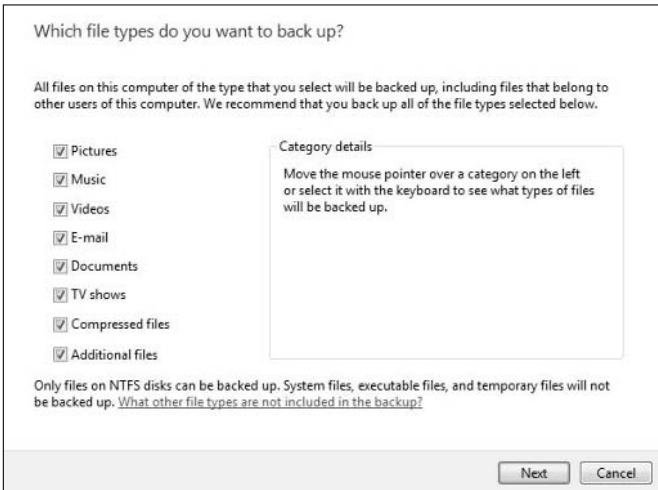 Which file types do you want to back up?
All files on this computer of the type that you select will be backed up, including files that belong to
other users of this computer. We recommend that you back up all of the file types selected below.
Pictures
Music
Videos
E-mail
Documents
TV shows
Compressed files
Additional files
Category details
Move the mouse pointer over a category on the left
or select it with the keyboard to see what types of files
will be backed up.
Only files on NTFS disks can be backed up. System files, executable files, and temporary files will not
be backed up. What other file types are not included in the backup?
Next
Cancel